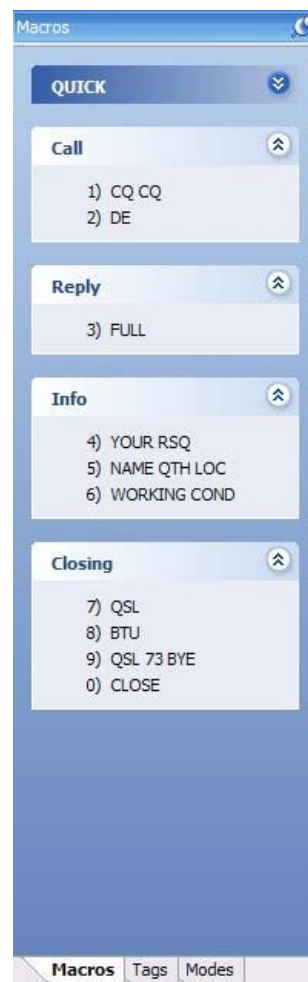 Macros
QUICK
Call
1) CQ CQ
2) DE
Reply
3) FULL
Info
4) YOUR RSQ
5) NAME QTH LOC
6) WORKING COND
Closing
7) QSL
8) BTU
9) QSL 73 BYE
0) CLOSE
Macros Tags Modes